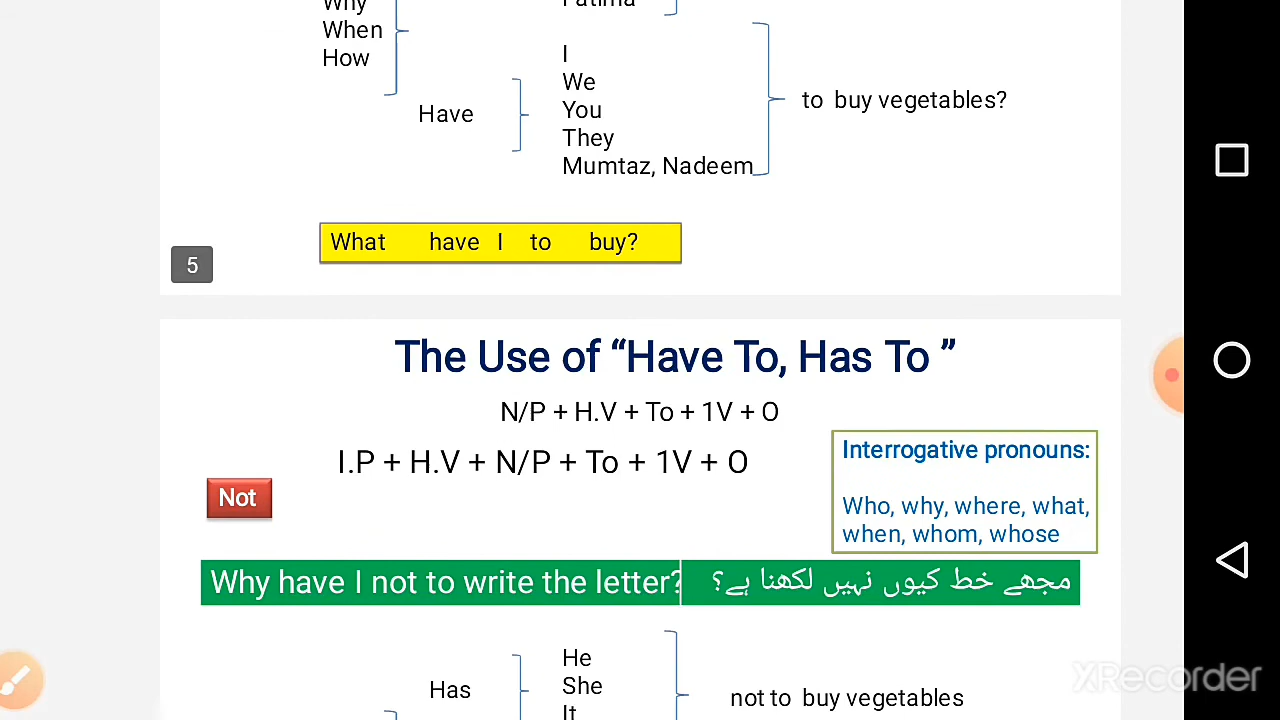 Why
When
How
Fatima
I
We
You
They
Mumtaz, Nadeem
Have
to buy vegetables?
What have I to buy?
5
The Use of “Have To, Has To ”
N/P + H.V + To + 1V + O
I.P + H.V + N/P + To + 1V + O
Not
Interrogative pronouns:
Who, why, where, what,
when, whom, whose
Why have I not to write the letter?
مجھے خط کیوں نہیں لکھنا ہے؟
He
She
It
Has
not to buy vegetables
XRecorder